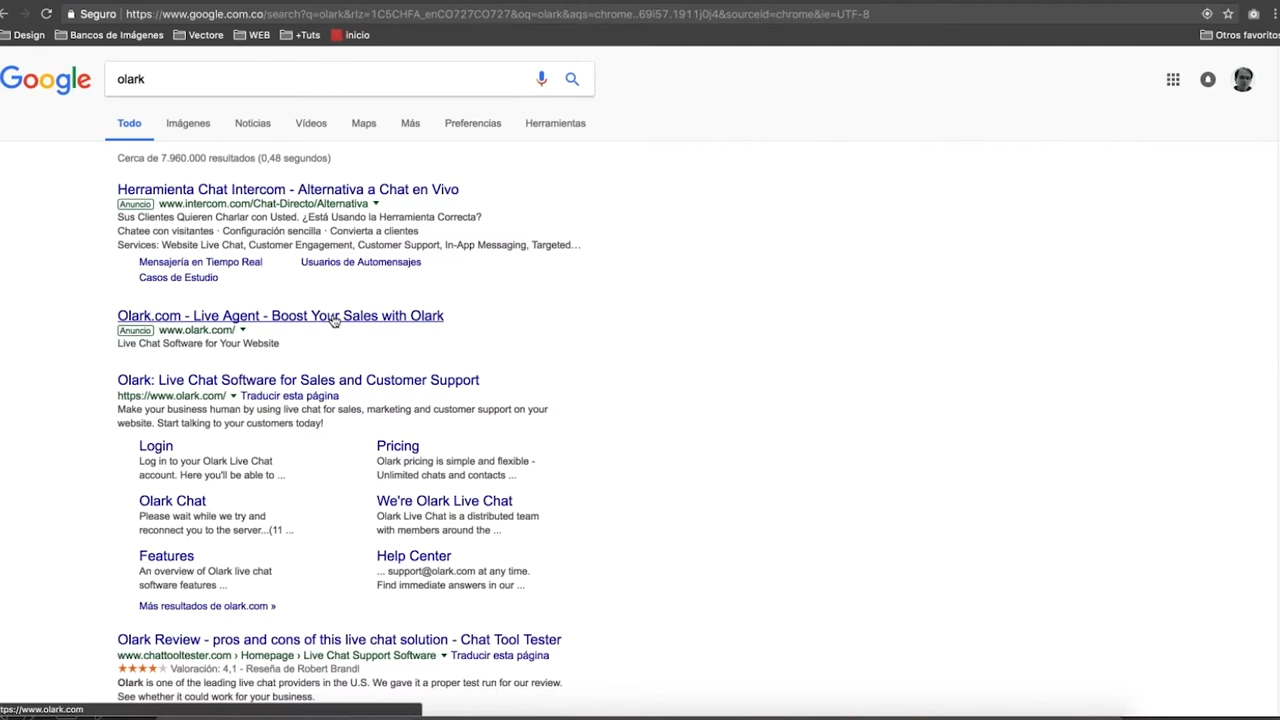 Seguro https://www.google.com.co/search?q=olark&rlz=1C5CHFA_enCO727CO727&oq=olark&aqs=chrome..69i57.1911j0j4&sourceid=chrome&ie=UTF-8
Design Bancos de Imágenes Vectore WEB +Tuts inicio Otros favorito
Google olark
Todo Imágenes Noticias Vídeos Maps Más Preferencias Herramientas
Cerca de 7.960.000 resultados (0,48 segundos)
Herramienta Chat Intercom - Alternativa a Chat en Vivo
Anuncio www.intercom.com/Chat-Directo/Alternativa
Sus Clientes Quieren Charlar con Usted. ¿Está Usando la Herramienta Correcta?
Chatee con visitantes · Configuración sencilla · Convierta a clientes
Services: Website Live Chat, Customer Engagement, Customer Support, In-App Messaging, Targeted…
Mensajería en Tiempo Real Usuarios de Automensajes
Casos de Estudio
Olark.com - Live Agent - Boost Your Sales with Olark
Anuncio www.olark.com/
Live Chat Software for Your Website
Olark: Live Chat Software for Sales and Customer Support
https://www.olark.com/ Traducir esta página
Make your business human by using live chat for sales, marketing and customer support on your
website. Start talking to your customers today!
Login
Log in to your Olark Live Chat
account. Here you'll be able to ...
Pricing
Olark pricing is simple and flexible -
Unlimited chats and contacts ...
Olark Chat
Please wait while we try and
reconnect you to the server...(11 ...
We're Olark Live Chat
Olark Live Chat is a distributed team
with members around the ...
Features
An overview of Olark live chat
software features ...
Help Center
... support@olark.com at any time.
Find immediate answers in our ...
Más resultados de olark.com »
Olark Review - pros and cons of this live chat solution - Chat Tool Tester
www.chattooltester.com › Homepage › Live Chat Support Software Traducir esta página
Valoración: 4,1 - Reseña de Robert Brandl
Olark is one of the leading live chat providers in the U.S. We gave it a proper test run for our review.
See whether it could work for your business.
ttps://www.olark.com